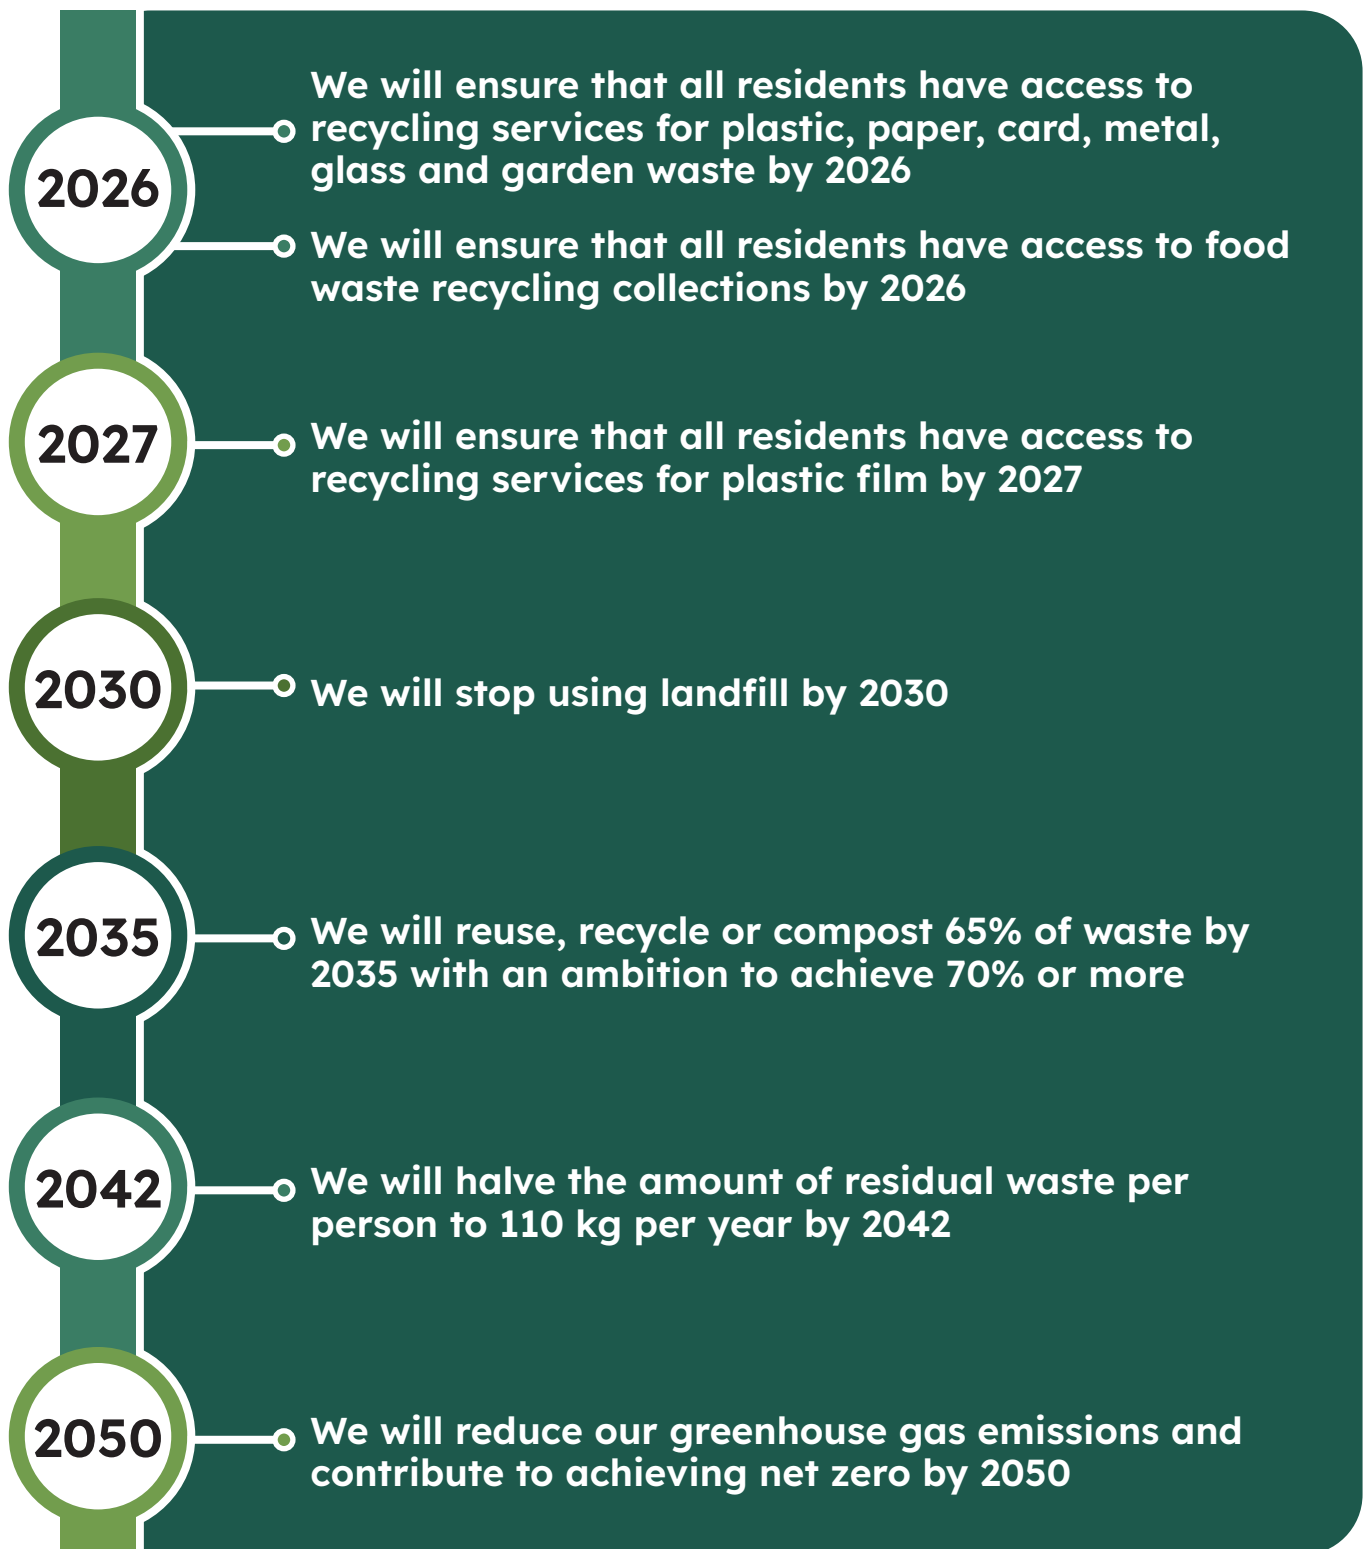 2026
We will ensure that all residents have access to
recycling services for plastic, paper, card, metal,
glass and garden waste by 2026
We will ensure that all residents have access to food
waste recycling collections by 2026
2027
We will ensure that all residents have access to
recycling services for plastic film by 2027
2030
We will stop using landfill by 2030
2035
We will reuse, recycle or compost 65% of waste by
2035 with an ambition to achieve 70% or more
2042
We will halve the amount of residual waste per
person to 110 kg per year by 2042
2050
We will reduce our greenhouse gas emissions and
contribute to achieving net zero by 2050